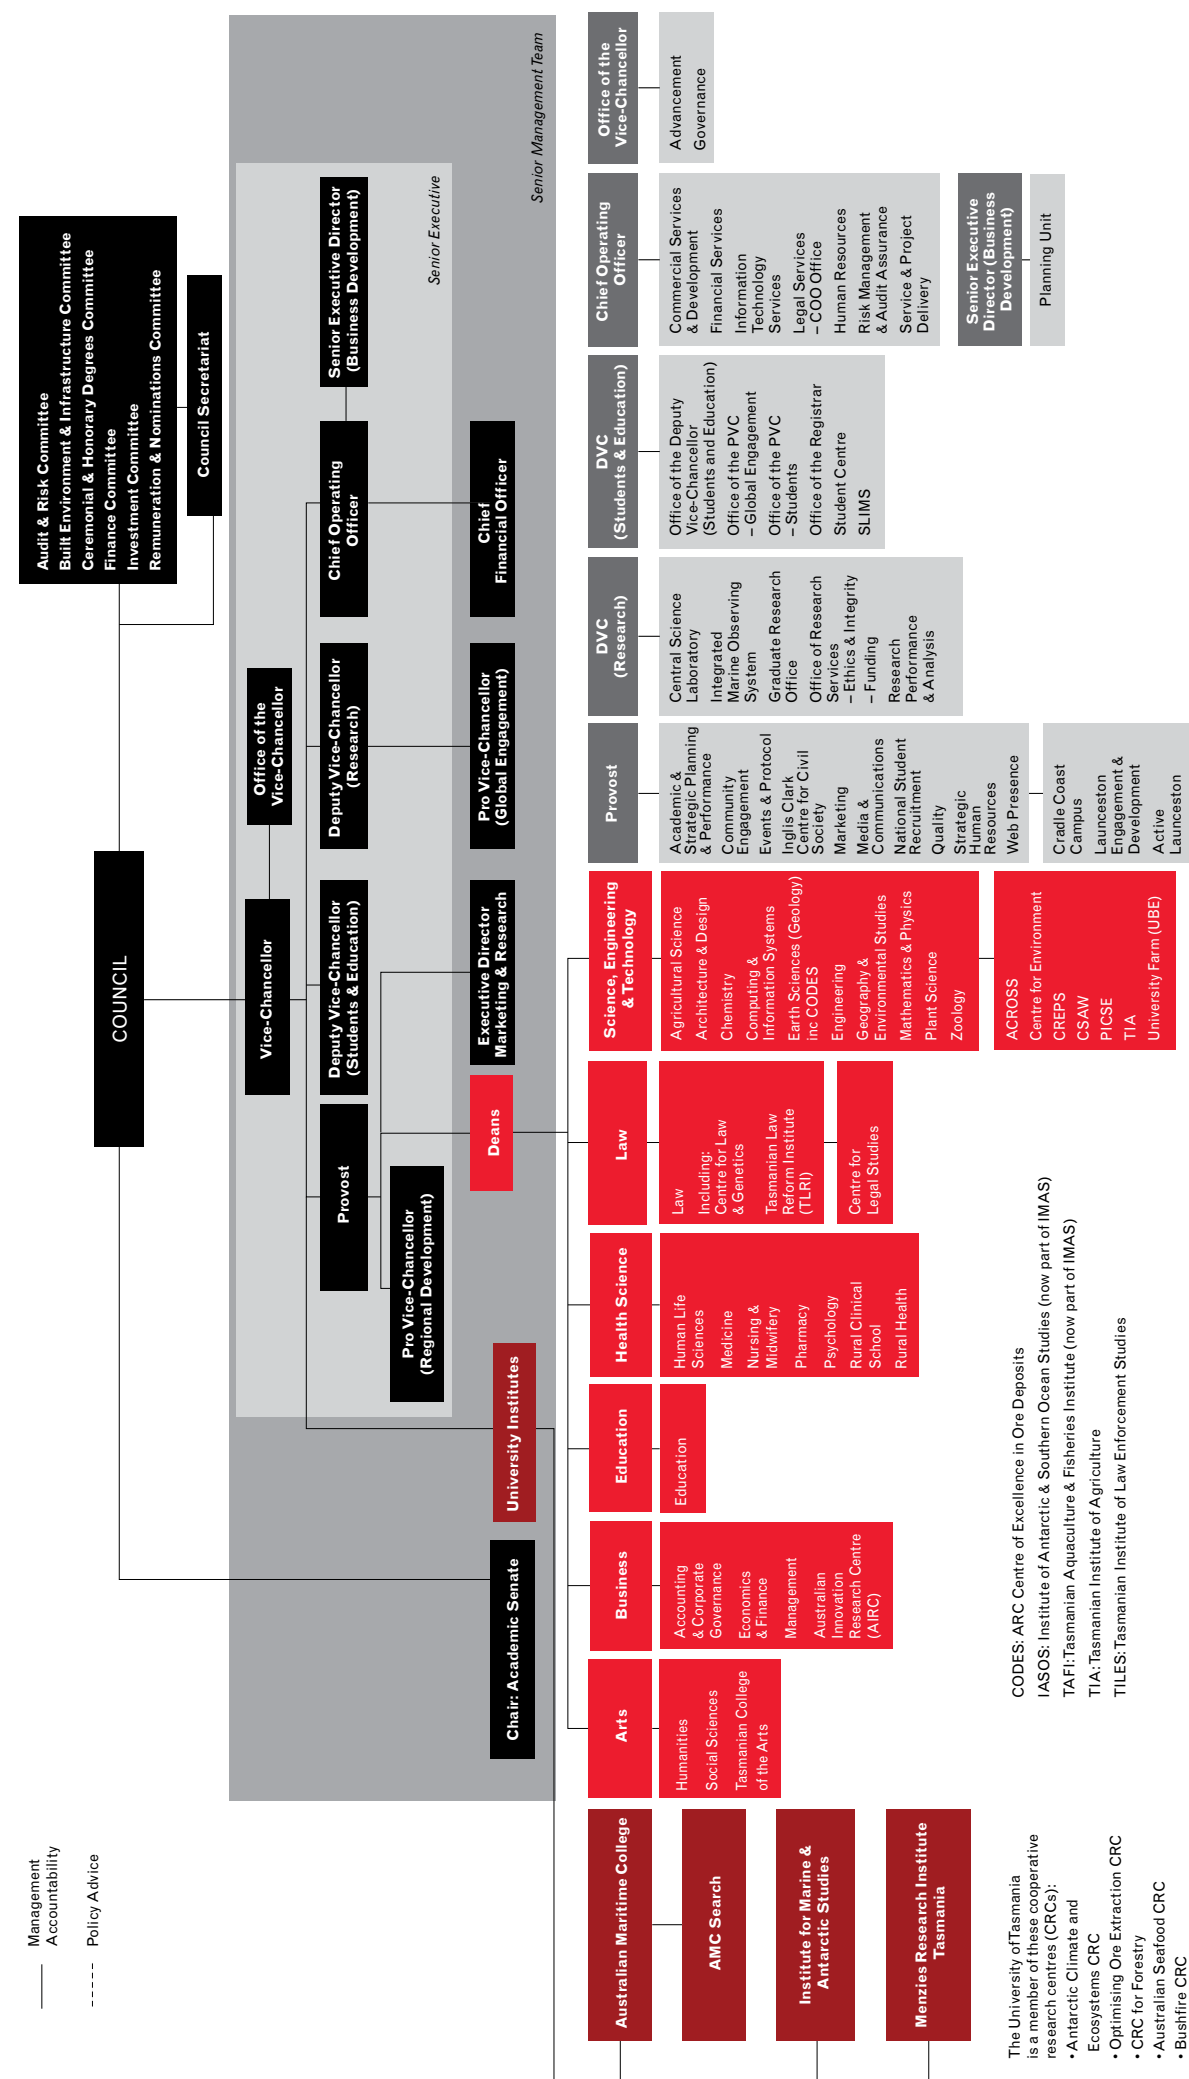 Management
Accountability
Policy Advice
COUNCIL
Audit & Risk Committee
Built Environment & Infrastructure Committee
Ceremonial & Honorary Degrees Committee
Finance Committee
Investment Committee
Remuneration & Nominations Committee
Council Secretariat
Senior Management Team
Senior Executive
Vice-Chancellor
Office of the
Vice-Chancellor
Provost
Deputy Vice-Chancellor
(Students & Education)
Deputy Vice-Chancellor
(Research)
Chief Operating
Officer
Senior Executive Director
(Business Development)
Pro Vice-Chancellor
(Regional Development)
Chair: Academic Senate
University Institutes
Deans
Executive Director
Marketing & Research
Pro Vice-Chancellor
(Global Engagement)
Chief
Financial Officer
Australian Maritime College
AMC Search
Institute for Marine &
Antarctic Studies
Menzies Research Institute
Tasmania
Arts
Humanities
Social Sciences
Tasmanian College
of the Arts
Business
Accounting
& Corporate
Governance
Economics
& Finance
Management
Australian
Innovation
Research Centre
(AIRC)
Education
Education
Health Science
Human Life
Sciences
Medicine
Nursing &
Midwifery
Pharmacy
Psychology
Rural Clinical
School
Rural Health
Law
Law
Including:
Centre for Law
& Genetics
Tasmanian Law
Reform Institute
(TLRI)
Centre for
Legal Studies
Science, Engineering
& Technology
Agricultural Science
Architecture & Design
Chemistry
Computing &
Information Systems
Earth Sciences (Geology)
inc CODES
Engineering
Geography &
Environmental Studies
Mathematics & Physics
Plant Science
Zoology
ACROSS
Centre for Environment
CREPS
CSAW
PICSE
TIA
University Farm (UBE)
Provost
Academic &
Strategic Planning
& Performance
Community
Engagement
Events & Protocol
Inglis Clark
Centre for Civil
Society
Marketing
Media &
Communications
National Student
Recruitment
Quality
Strategic
Human
Resources
Web Presence
Cradle Coast
Campus
Launceston
Engagement &
Development
Active
Launceston
DVC
(Research)
Central Science
Laboratory
Integrated
Marine Observing
System
Graduate Research
Office
Office of Research
Services
– Ethics & Integrity
– Funding
Research
Performance
& Analysis
DVC
(Students & Education)
Office of the Deputy
Vice-Chancellor
(Students and Education)
Office of the PVC
– Global Engagement
Office of the PVC
– Students
Office of the Registrar
Student Centre
SLIMS
Chief Operating
Officer
Commercial Services
& Development
Financial Services
Information
Technology
Services
Legal Services
– COO Office
Human Resources
Risk Management
& Audit Assurance
Service & Project
Delivery
Senior Executive
Director (Business
Development)
Planning Unit
Office of the
Vice-Chancellor
Advancement
Governance
The University of Tasmania
is a member of these cooperative
research centres (CRCs):
• Antarctic Climate and
Ecosystems CRC
• Optimising Ore Extraction CRC
• CRC for Forestry
• Australian Seafood CRC
• Bushfire CRC
CODES: ARC Centre of Excellence in Ore Deposits
IASOS: Institute of Antarctic & Southern Ocean Studies (now part of IMAS)
TAFI: Tasmanian Aquaculture & Fisheries Institute (now part of IMAS)
TIA: Tasmanian Institute of Agriculture
TILES: Tasmanian Institute of Law Enforcement Studies